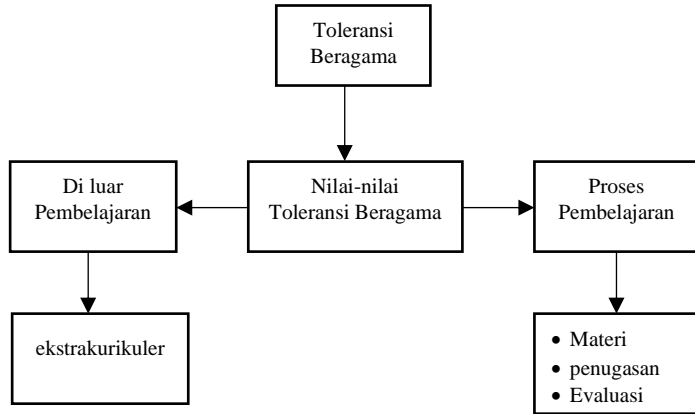 Toleransi
Beragama
Di luar
Pembelajaran
Nilai-nilai
Toleransi Beragama
Proses
Pembelajaran
ekstrakurikuler
• Materi
• penugasan
• Evaluasi